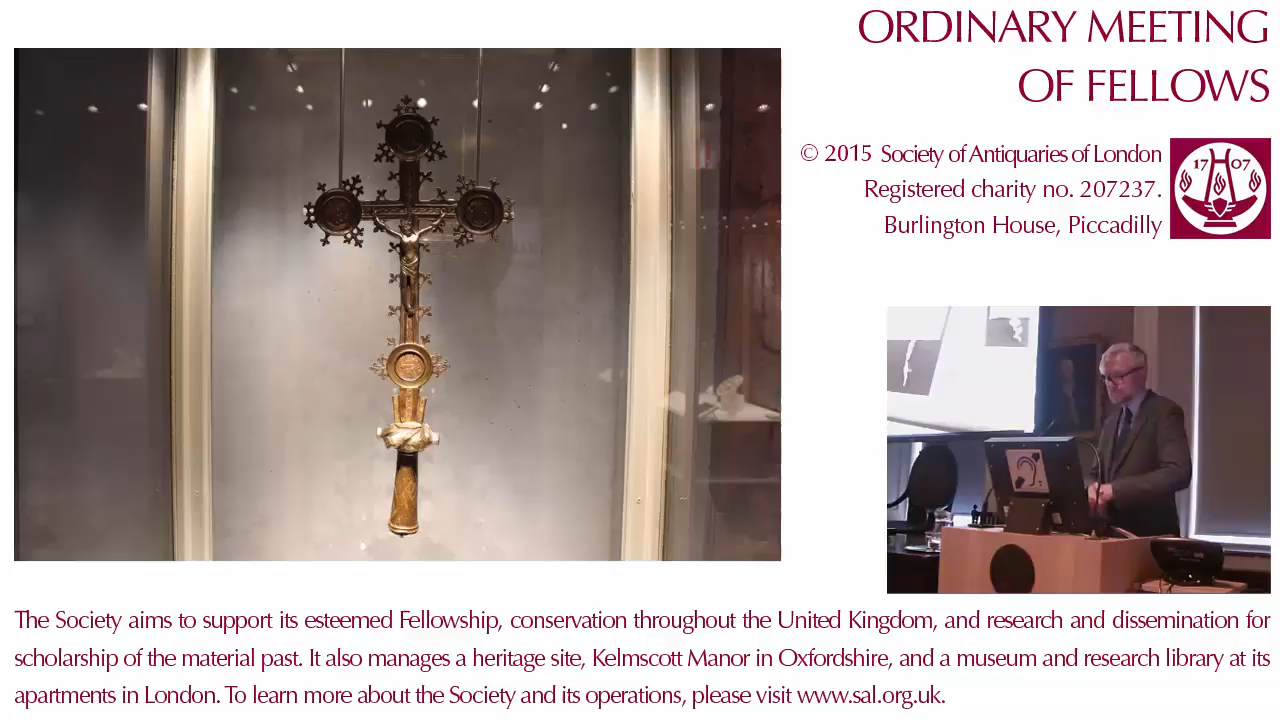 ORDINARY MEETING
OF FELLOWS
© 2015 Society of Antiquaries of London
Registered charity no. 207237.
Burlington House, Piccadilly
17 07
The Society aims to support its esteemed Fellowship, conservation throughout the United Kingdom, and research and dissemination for
scholarship of the material past. It also manages a heritage site, Kelmscott Manor in Oxfordshire, and a museum and research library at its
apartments in London. To learn more about the Society and its operations, please visit www.sal.org.uk.
T